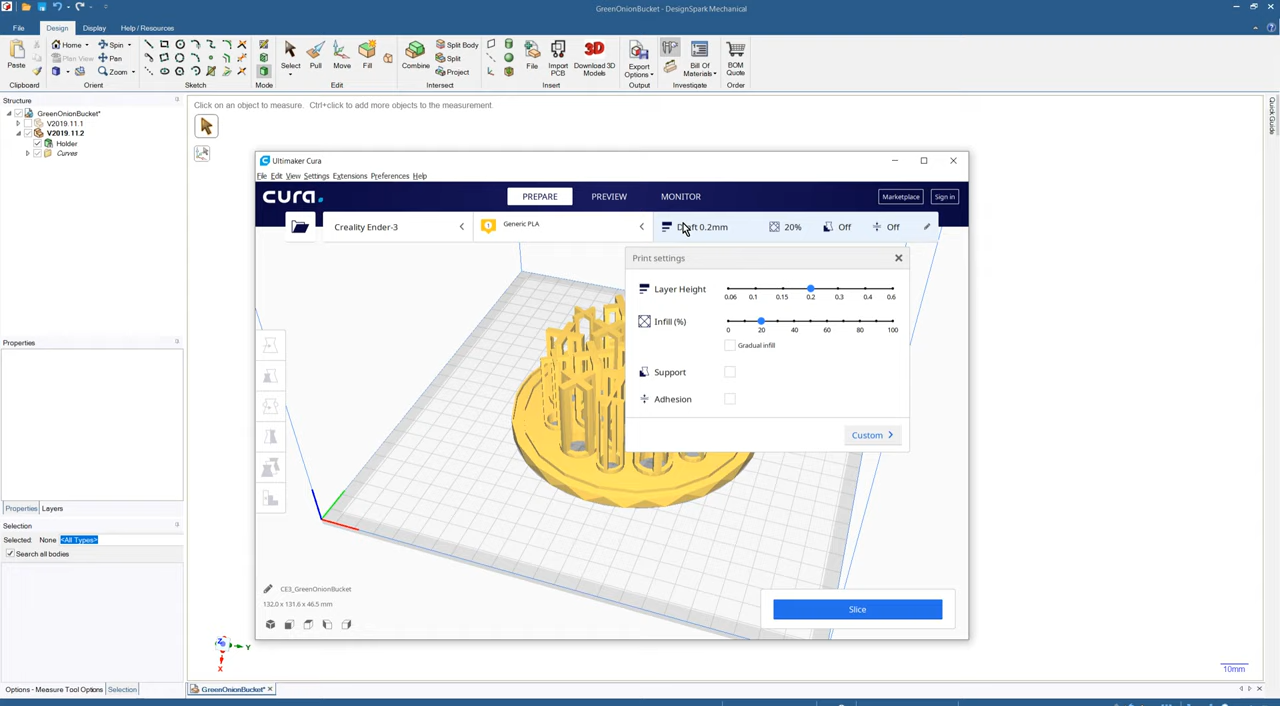 GreenOnionBucket - DesignSpark Mechanical
File Design Display Help / Resources
Paste
Home Spin
Plan View Pan
Zoom
Select Pull Move Fill
Combine Split Body
Split
Project
File Import PCB Download 3D Models
Export Options
Bill Of Materials
BOM Quote
Clipboard Orient Sketch Mode Edit Intersect Insert Output Investigate Order
Structure
GreenOnionBucket*
V2019.11.1
V2019.11.2
Holder
Curves
Click on an object to measure. Ctrl+click to add more objects to the measurement.
Quick Guide
Ultimaker Cura
File Edit View Settings Extensions Preferences Help
cura.
PREPARE PREVIEW MONITOR
Marketplace Sign in
Creality Ender-3
Generic PLA
Draft 0.2mm 20% Off Off
Print settings
Layer Height
0.06 0.1 0.15 0.2 0.3 0.4 0.6
Infill (%)
0 20 40 60 80 100
Gradual infill
Support
Adhesion
Custom
CE3_GreenOnionBucket
132.0 x 131.6 x 46.5 mm
Slice
Properties
Properties Layers
Selection
Selected: None <All Types>
Search all bodies
Z
Y
X
10mm
Options - Measure Tool Options Selection
GreenOnionBucket*